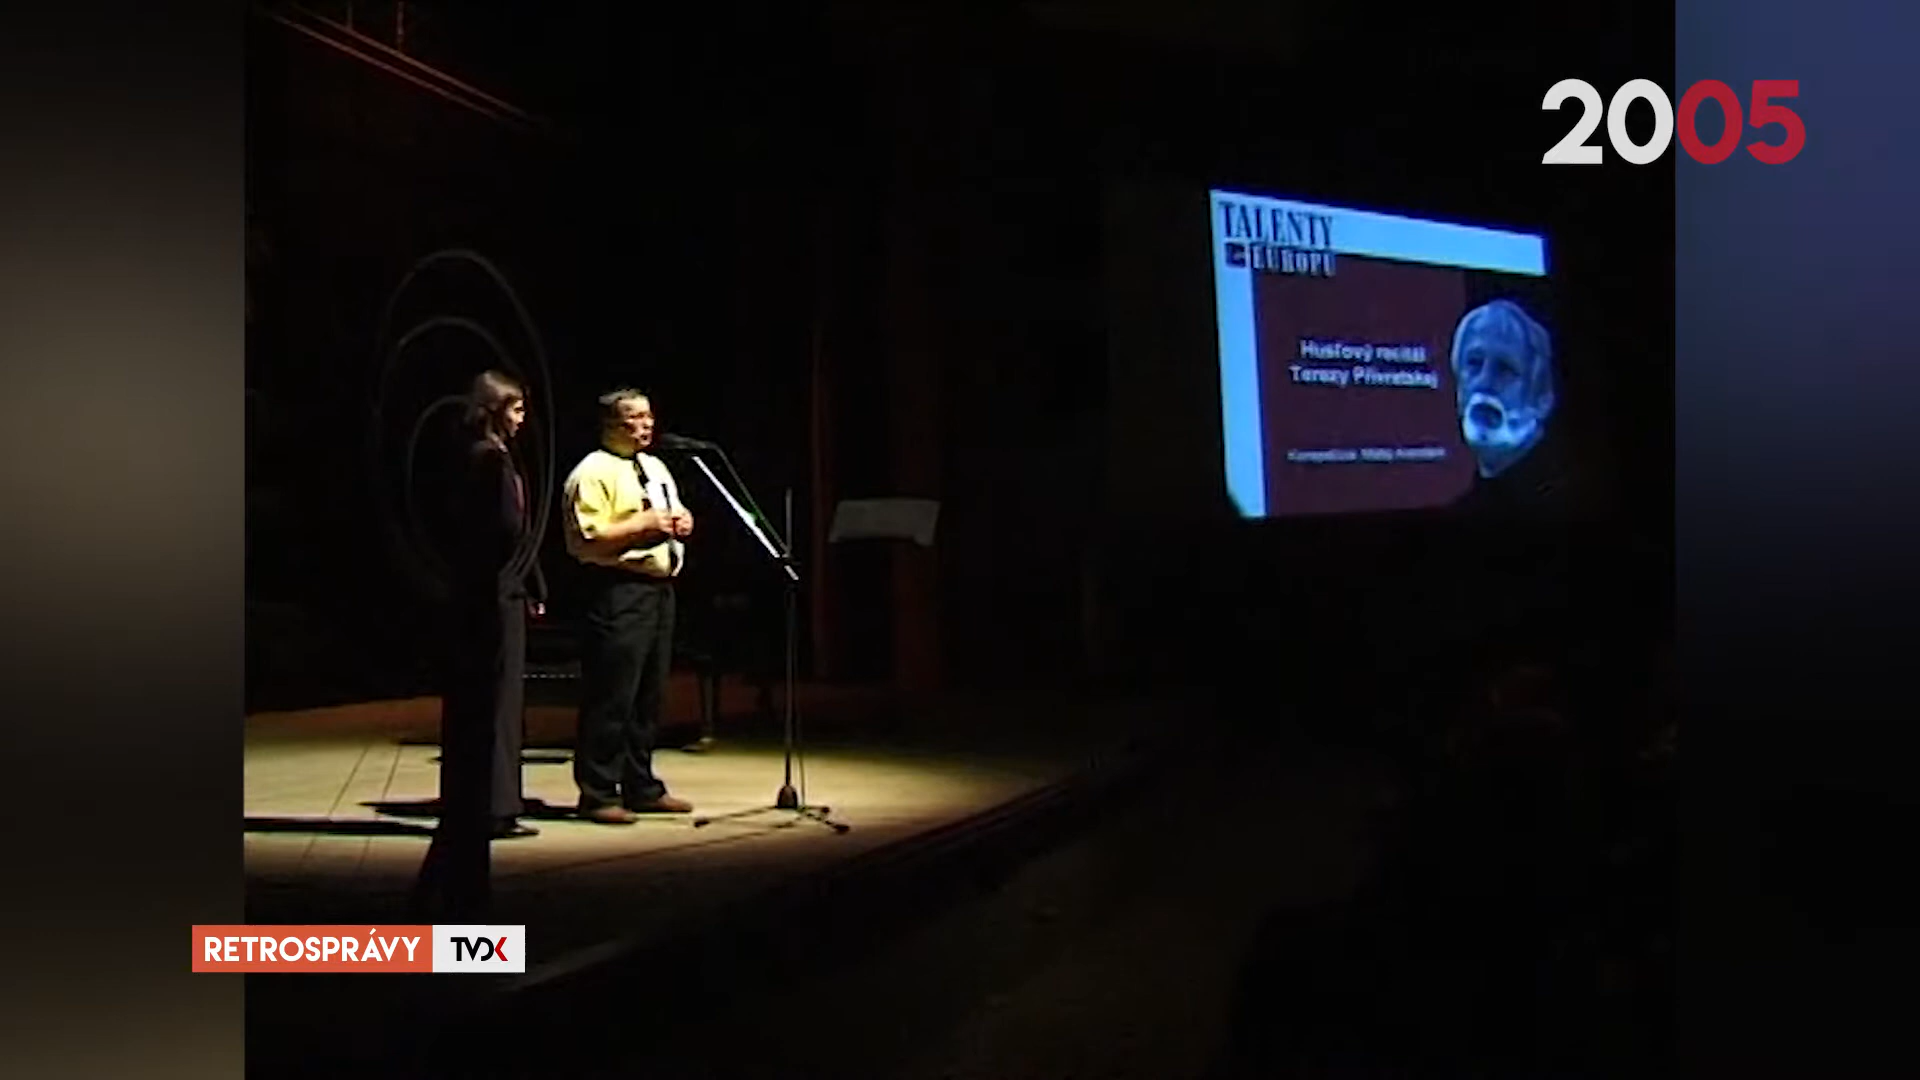 2005
TALENTY
EUROPU
Husľový recitál
Terezy Přívratskej
RETROSPRÁVY TVDK